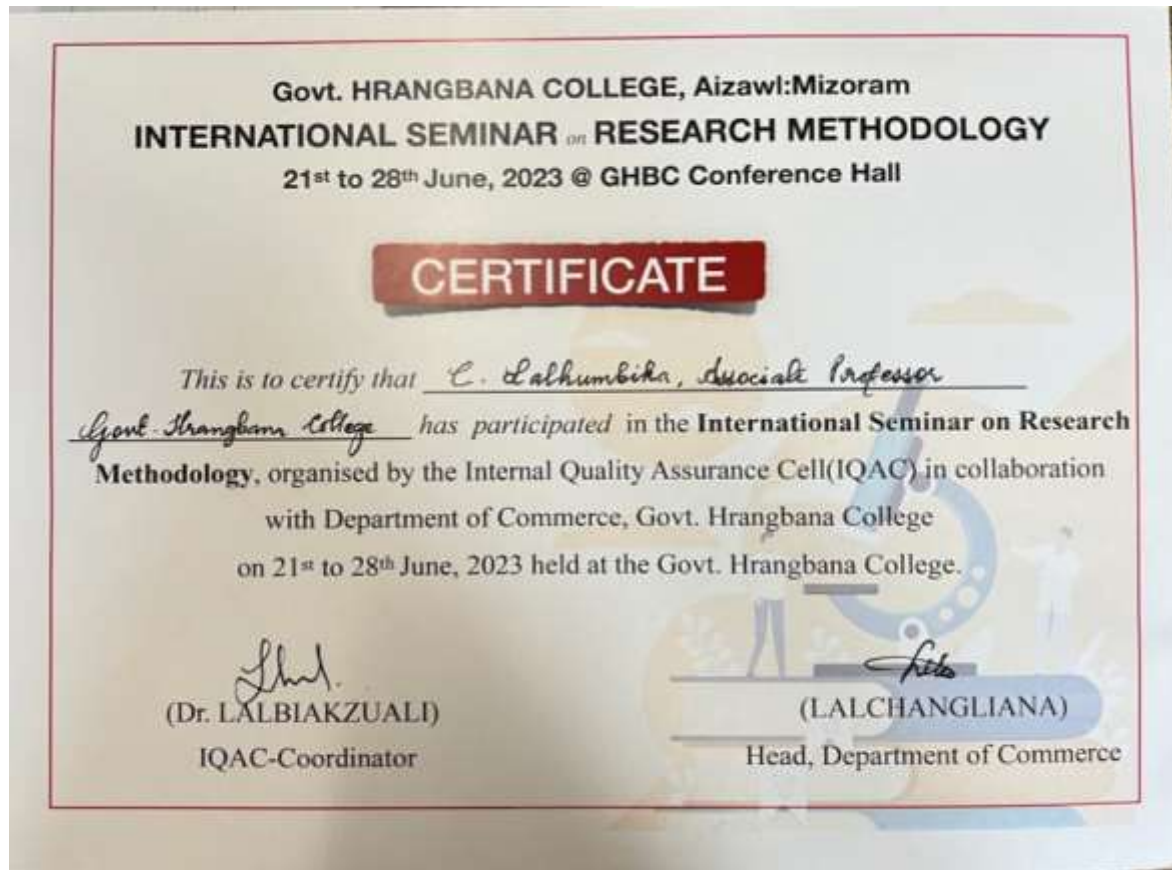 Govt. HRANGBANA COLLEGE, Aizawl:Mizoram
INTERNATIONAL SEMINAR on RESEARCH METHODOLOGY
21st to 28th June, 2023 @ GHBC Conference Hall
CERTIFICATE
This is to certify that C. Lalhumbika, Associate Professor
Govt. Hrangbana College has participated in the International Seminar on Research
Methodology, organised by the Internal Quality Assurance Cell(IQAC) in collaboration
with Department of Commerce, Govt. Hrangbana College
on 21st to 28th June, 2023 held at the Govt. Hrangbana College.
(Dr. LALBIAKZUALI)
(LALCHANGLIANA)
IQAC-Coordinator
Head, Department of Commerce